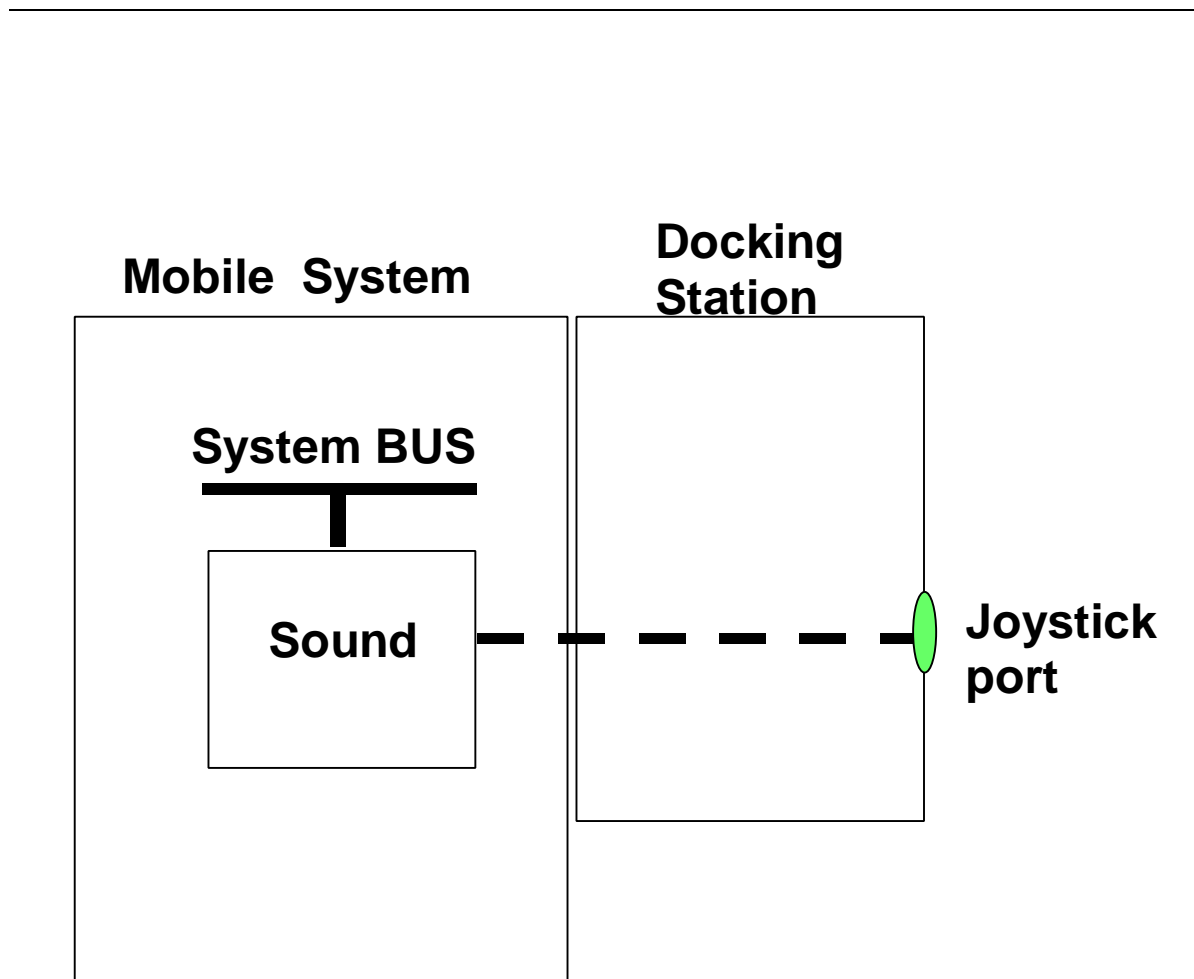 Docking
Station
Mobile System
System BUS
Sound
Joystick
port